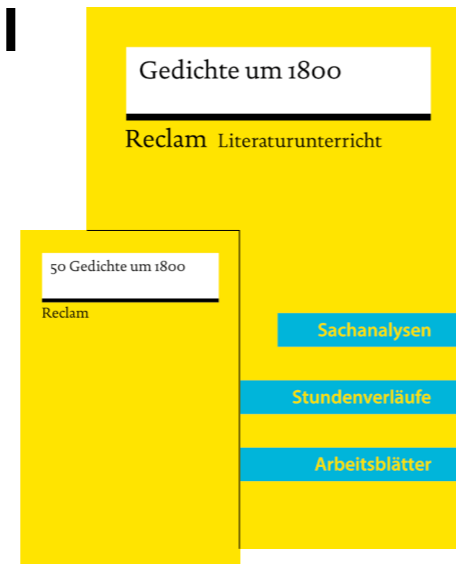 Gedichte um 1800
Reclam Literaturunterricht
50 Gedichte um 1800
Reclam
Sachanalysen
Stundenverläufe
Arbeitsblätter